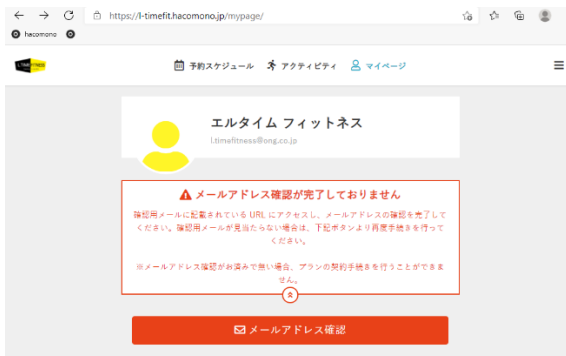 https://l-timefit.hacomono.jp/mypage/
hacomono
予約スケジュール アクティビティ マイページ
エルタイム フィットネス
l.timefitness@ong.co.jp
メールアドレス確認が完了しておりません
確認用メールに記載されている URL にアクセスし、メールアドレスの確認を完了して
ください。確認用メールが見当たらない場合は、下記ボタンより再度手続きを行って
ください。
※メールアドレス確認がお済みで無い場合、プランの契約手続きを行うことができま
せん。
メールアドレス確認